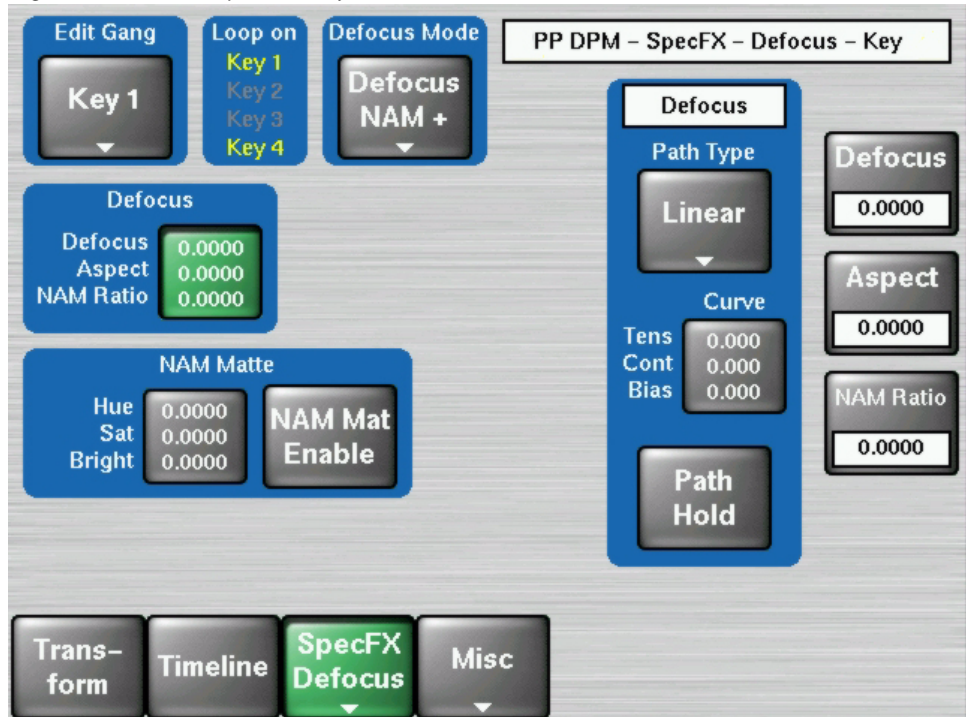 Edit Gang
Key 1
Loop on
Key 1
Key 2
Key 3
Key 4
Defocus Mode
Defocus
NAM +
PP DPM – SpecFX – Defocus – Key
Defocus
Defocus 0.0000
Aspect 0.0000
NAM Ratio 0.0000
NAM Matte
Hue 0.0000
Sat 0.0000
Bright 0.0000
NAM Mat
Enable
Defocus
Path Type
Linear
Curve
Tens 0.000
Cont 0.000
Bias 0.000
Path
Hold
Defocus
0.0000
Aspect
0.0000
NAM Ratio
0.0000
Trans–
form
Timeline
SpecFX
Defocus
Misc